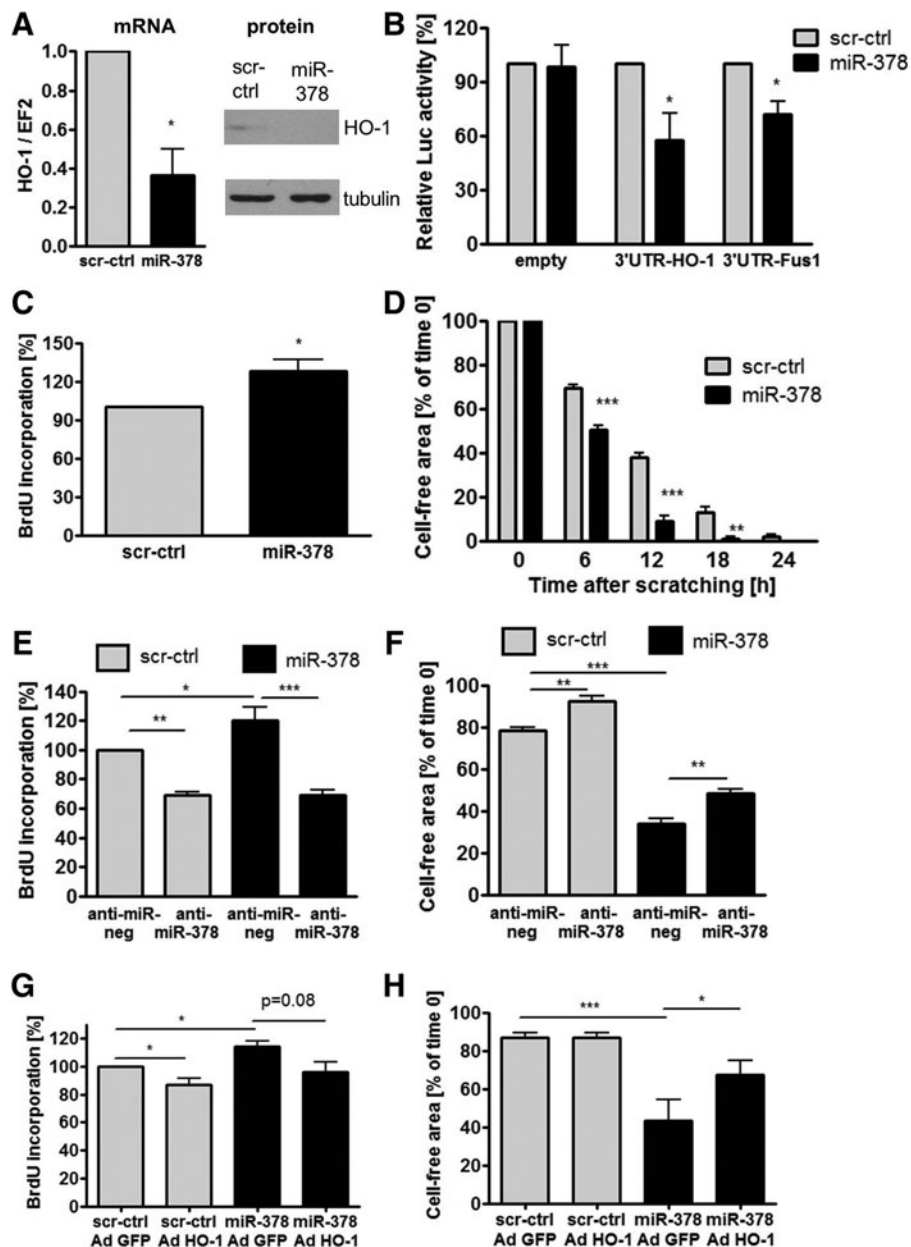 A
mRNA
protein
HO-1 / EF2
1.0
0.8
0.6
0.4
0.2
0.0
*
scr-ctrl miR-378
scr-
ctrl
miR-
378
HO-1
tubulin
B
Relative Luc activity [%]
120
90
60
30
0
*
*
scr-ctrl
miR-378
empty 3'UTR-HO-1 3'UTR-Fus1
C
BrdU incorporation [%]
150
120
90
60
30
0
*
scr-ctrl miR-378
D
Cell-free area [% of time 0]
100
80
60
40
20
0
***
***
**
scr-ctrl
miR-378
0 6 12 18 24
Time after scratching [h]
E
scr-ctrl miR-378
BrdU incorporation [%]
140
120
100
80
60
40
20
0
* ***
**
anti-miR-
neg
anti-
miR-378
anti-miR-
neg
anti-
miR-378
F
scr-ctrl miR-378
Cell-free area [% of time 0]
100
80
60
40
20
0
***
**
**
anti-miR-
neg
anti-
miR-378
anti-miR-
neg
anti-
miR-378
G
BrdU incorporation [%]
120
100
80
60
40
20
0
p=0.08
*
*
scr-ctrl
Ad GFP
scr-ctrl
Ad HO-1
miR-378
Ad GFP
miR-378
Ad HO-1
H
Cell-free area [% of time 0]
100
80
60
40
20
0
*** *
scr-ctrl
Ad GFP
scr-ctrl
Ad HO-1
miR-378
Ad GFP
miR-378
Ad HO-1